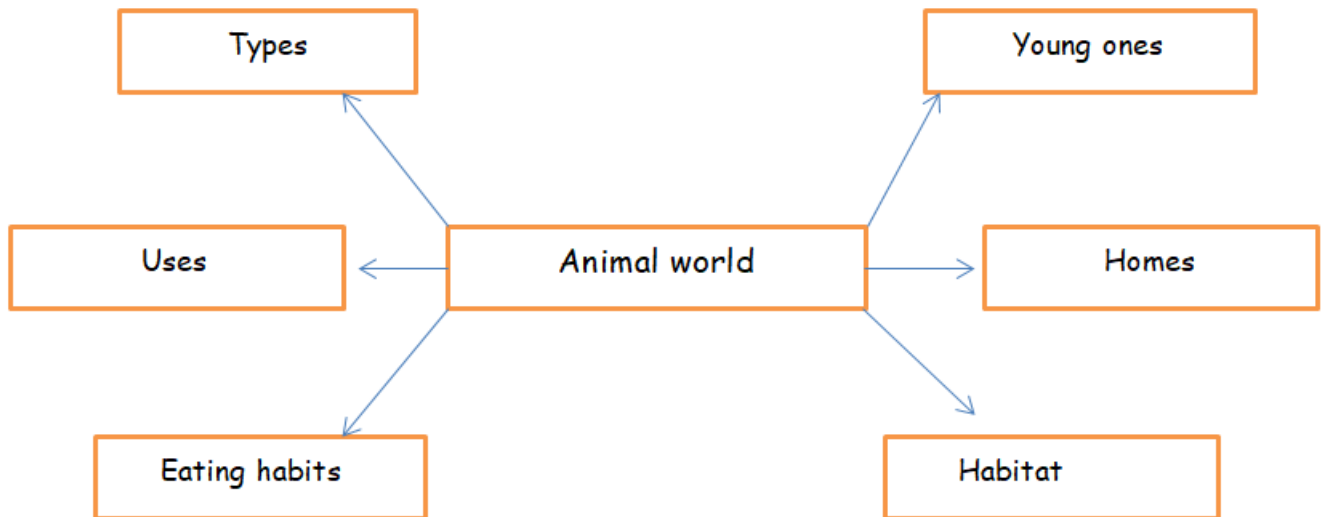 Types
Young ones
Uses
Animal world
Homes
Eating habits
Habitat